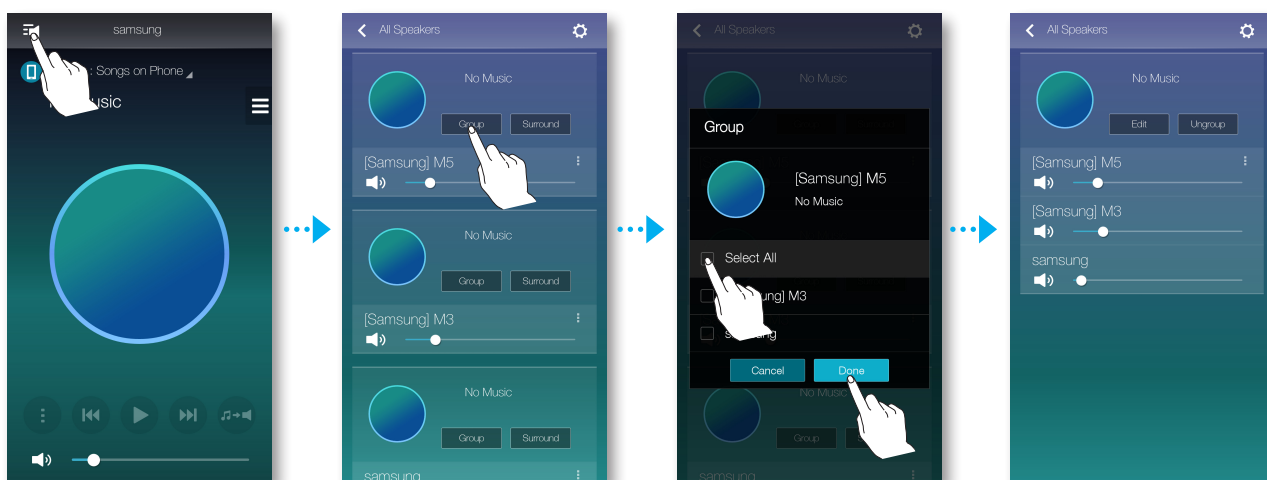 samsung
: Songs on Phone
All Speakers
No Music
Group Surround
[Samsung] M5
No Music
Group Surround
[Samsung] M3
No Music
Group Surround
samsung
All Speakers
No Music
Group
[Samsung] M5
No Music
Select All
M3
Cancel Done
No Music
Group
samsung
All Speakers
No Music
Edit Ungroup
[Samsung] M5
[Samsung] M3
samsung